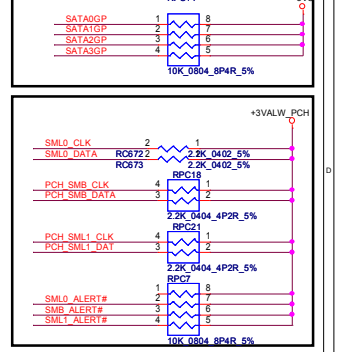 SATA0GP 1 8
SATA1GP 2 7
SATA2GP 3 6
SATA3GP 4 5
10K_0804_8P4R_5%
+3VALW_PCH
SML0_CLK 2 1
SML0_DATA RC672 2 1 2.2K_0402_5%
RC673 2.2K_0402_5%
RPC18
PCH_SMB_CLK 4 1
PCH_SMB_DATA 3 2
2.2K_0404_4P2R_5%
RPC21
PCH_SML1_CLK 4 1
PCH_SML1_DAT 3 2
2.2K_0404_4P2R_5%
RPC7
1 8
SML0_ALERT# 2 7
SMB_ALERT# 3 6
SML1_ALERT# 4 5
10K_0804_8P4R_5%
D